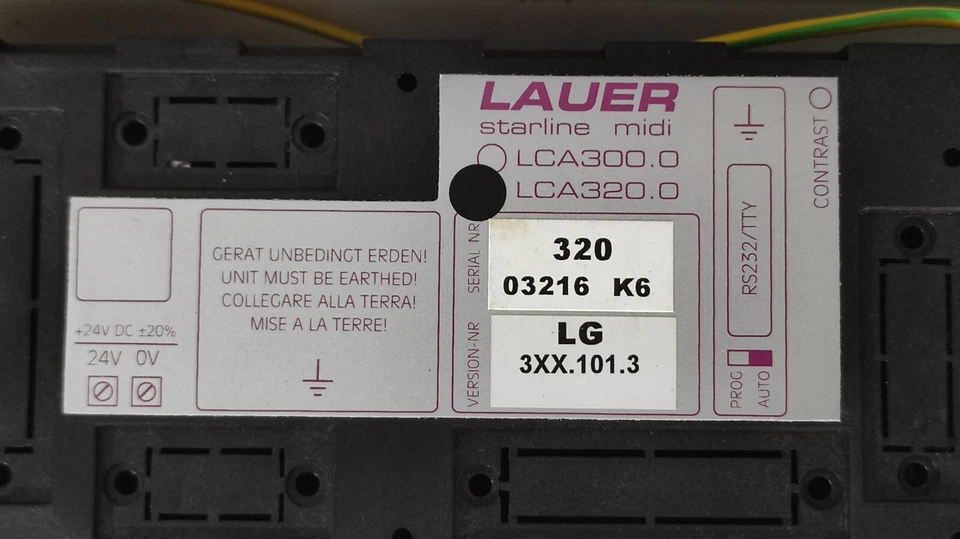 LAUER
starline midi
LCA300.0
LCA320.0
SERIAL NR
320
03216 K6
VERSION-NR
LG
3XX.101.3
GERÄT UNBEDINGT ERDEN!
UNIT MUST BE EARTHED!
COLLEGARE ALLA TERRA!
MISE A LA TERRE!
+24V DC ±20%
24V 0V
RS232/TTY
PROG
AUTO
CONTRAST